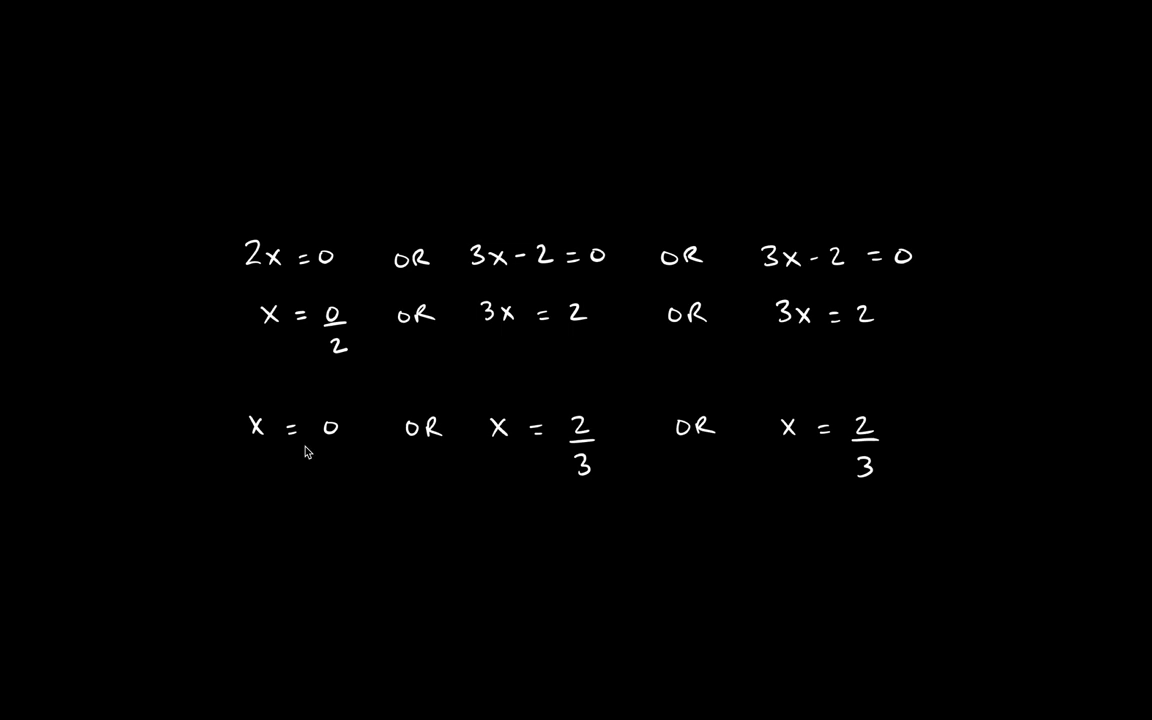 2x = 0 OR 3x - 2 = 0 OR 3x - 2 = 0
x = 0/2 OR 3x = 2 OR 3x = 2
x = 0 OR x = 2/3 OR x = 2/3